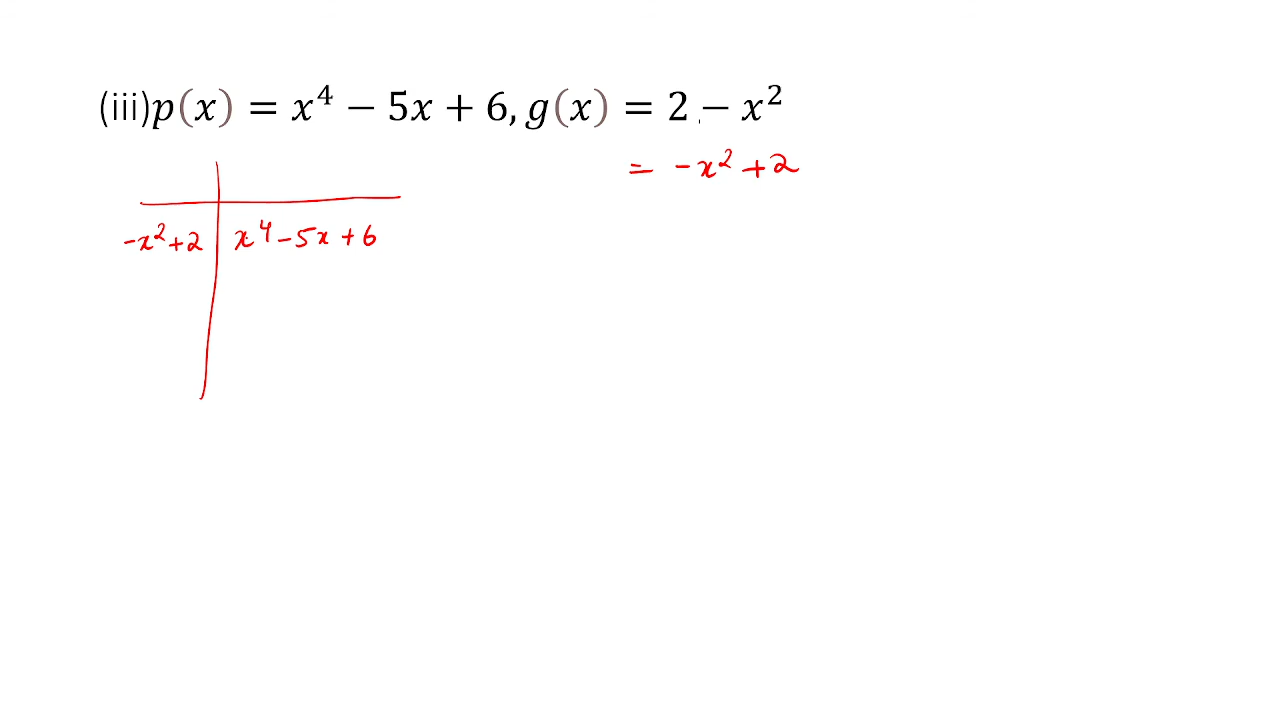 (iii)p(x) = x⁴ − 5x + 6, g(x) = 2 − x²
= -x² + 2
-x² + 2 | x⁴ - 5x + 6